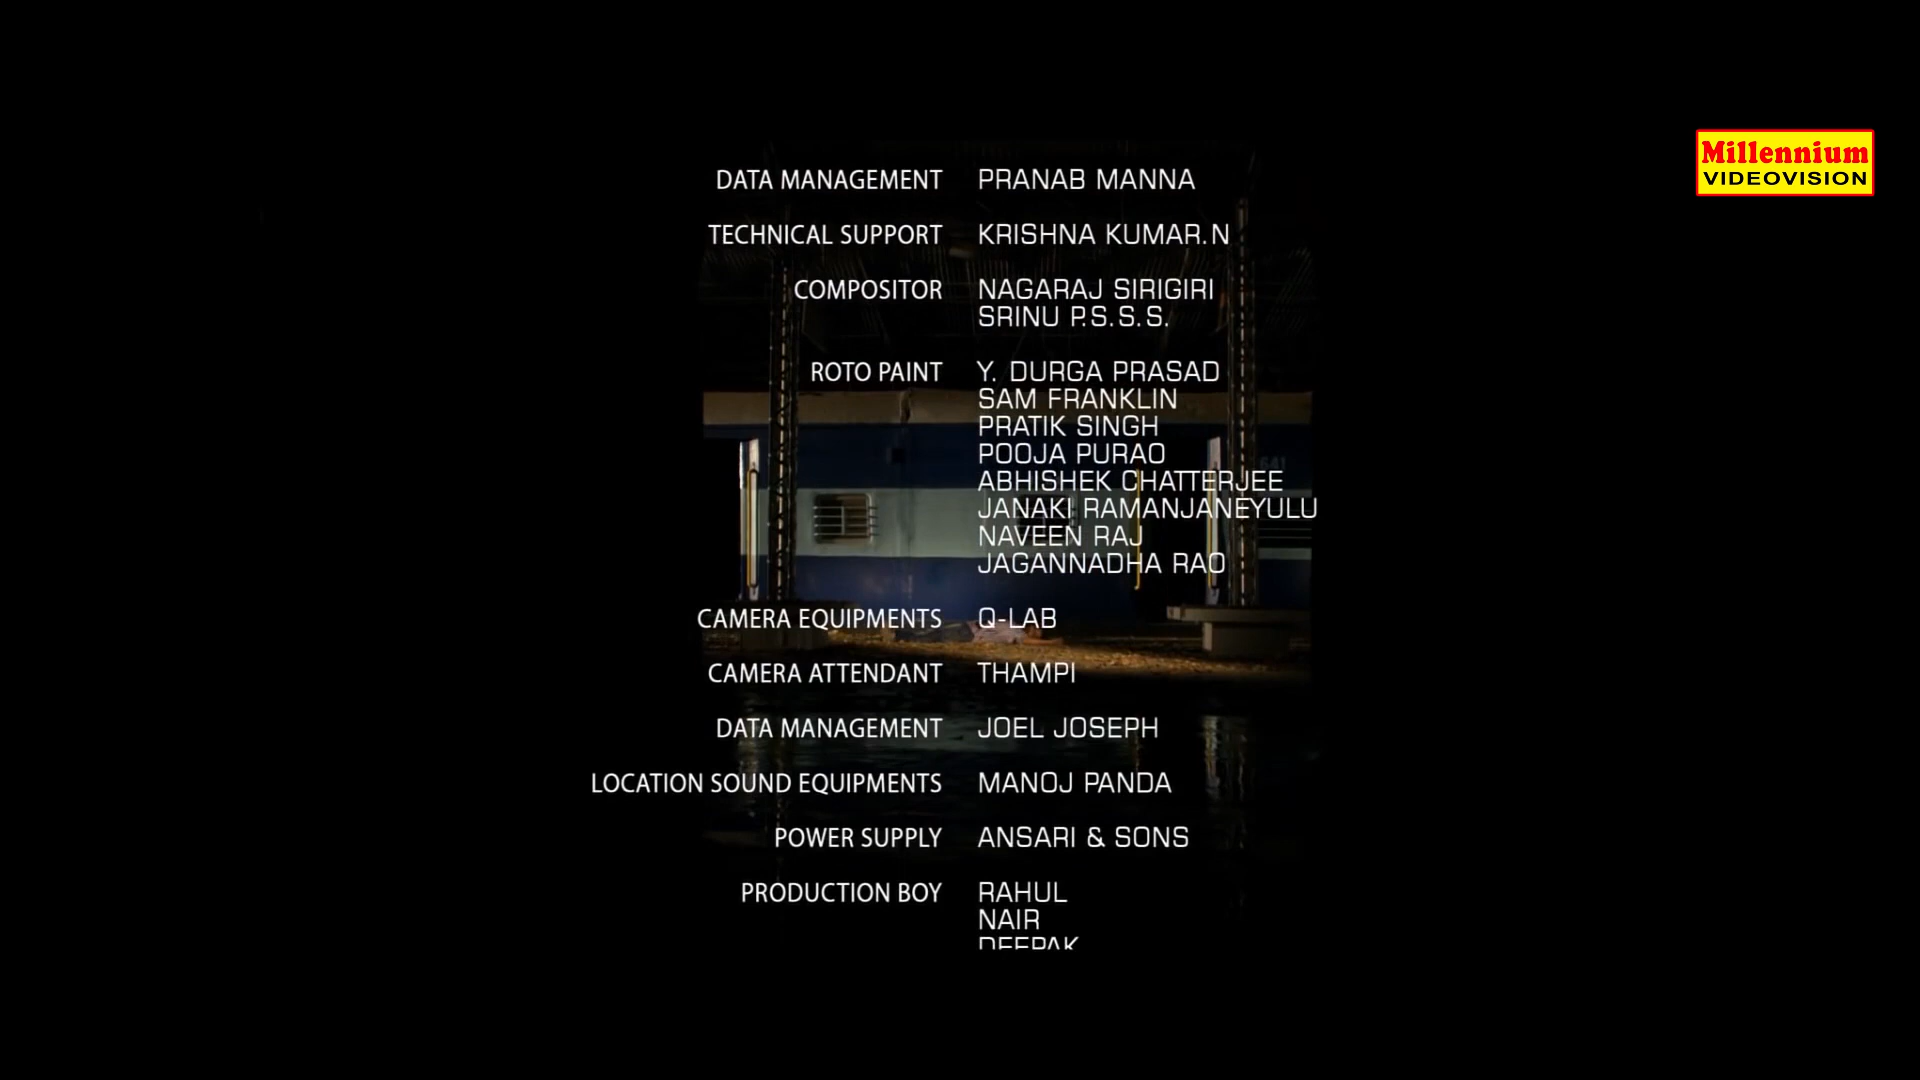 Millennium
VIDEOVISION
DATA MANAGEMENT PRANAB MANNA
TECHNICAL SUPPORT KRISHNA KUMAR.N
COMPOSITOR NAGARAJ SIRIGIRI
SRINU P.S.S.S.
ROTO PAINT Y. DURGA PRASAD
SAM FRANKLIN
PRATIK SINGH
POOJA PURAO
ABHISHEK CHATTERJEE
JANAKI RAMANJANEYULU
NAVEEN RAJ
JAGANNADHA RAO
CAMERA EQUIPMENTS Q-LAB
CAMERA ATTENDANT THAMPI
DATA MANAGEMENT JOEL JOSEPH
LOCATION SOUND EQUIPMENTS MANOJ PANDA
POWER SUPPLY ANSARI & SONS
PRODUCTION BOY RAHUL
NAIR
DEEPAK